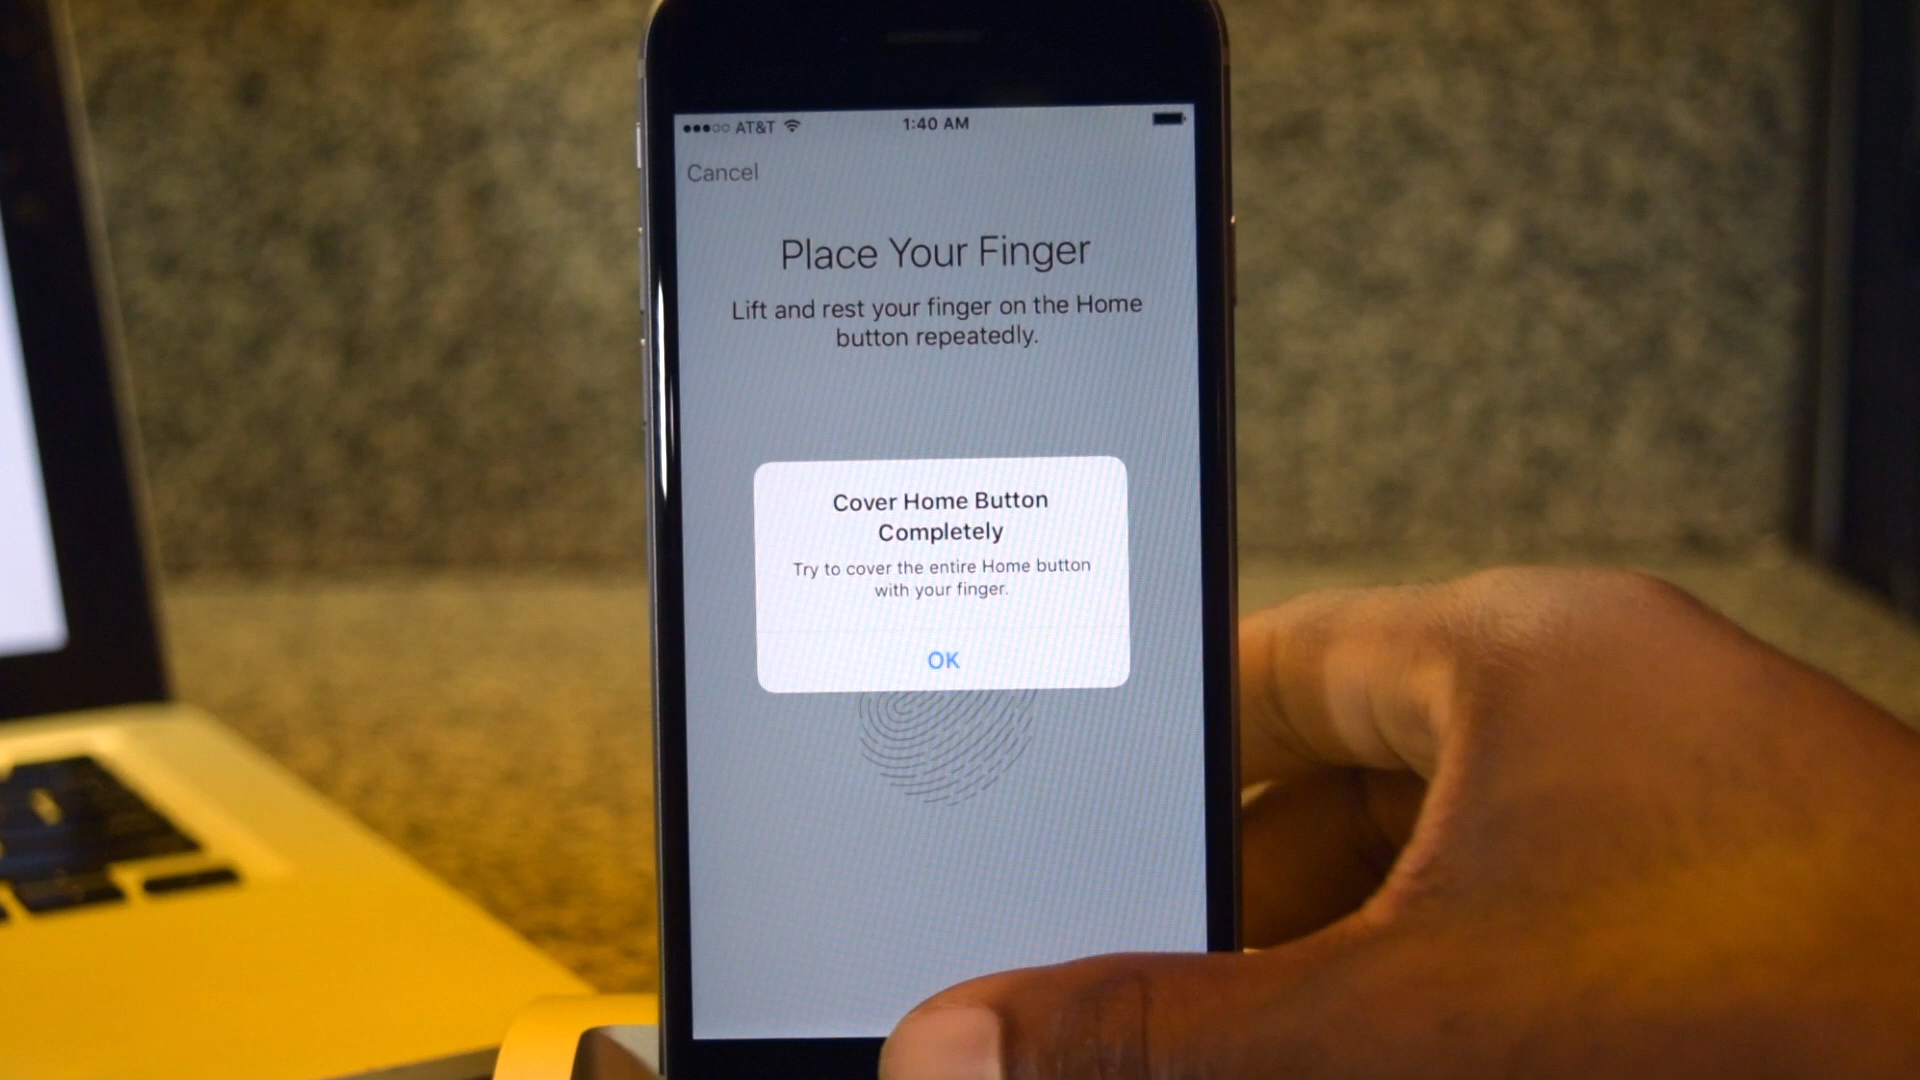 ●●●○○ AT&T 1:40 AM
Cancel
Place Your Finger
Lift and rest your finger on the Home
button repeatedly.
Cover Home Button
Completely
Try to cover the entire Home button
with your finger.
OK